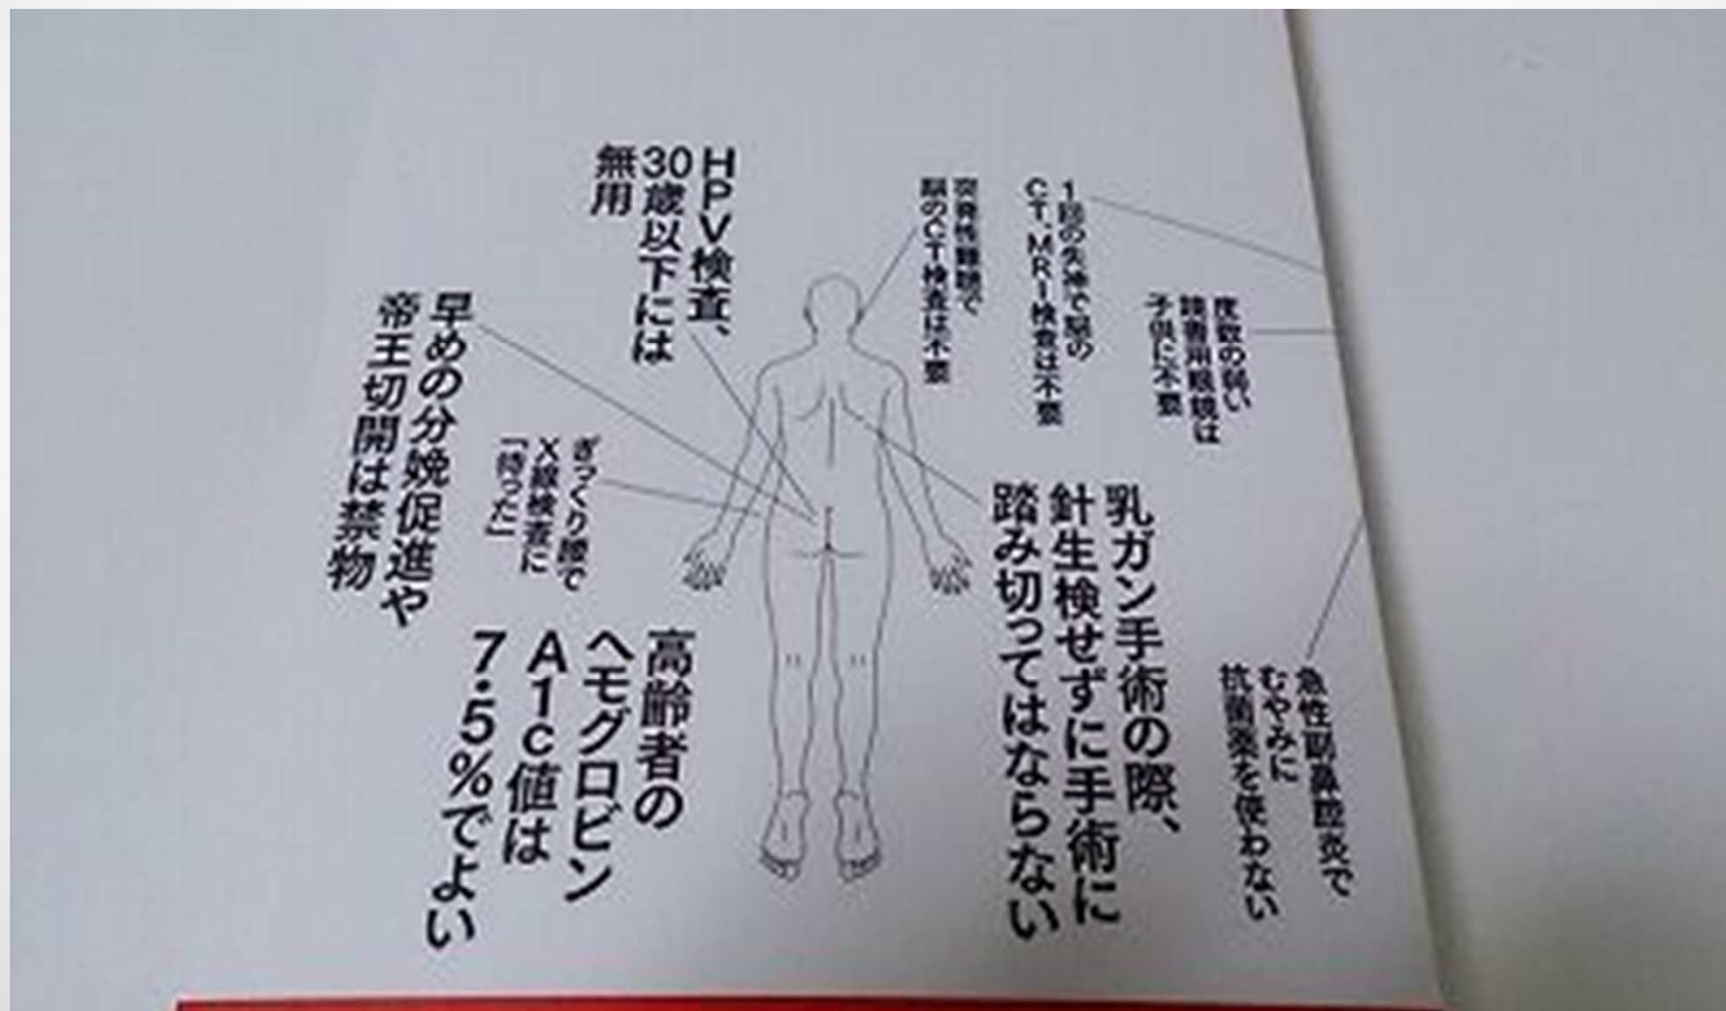 度数の弱い
読書用眼鏡は
子供に不要
1回の失神で脳の
CT、MRI検査は不要
突発性難聴で
脳のCT検査は不要
HPV検査、
30歳以下には
無用
早めの分娩促進や
帝王切開は禁物
ぎっくり腰で
X線検査に
「待った」
乳ガン手術の際、
針生検せずに手術に
踏み切ってはならない
急性副鼻腔炎で
むやみに
抗菌薬を使わない
高齢者の
ヘモグロビン
A1c値は
7・5%でよい